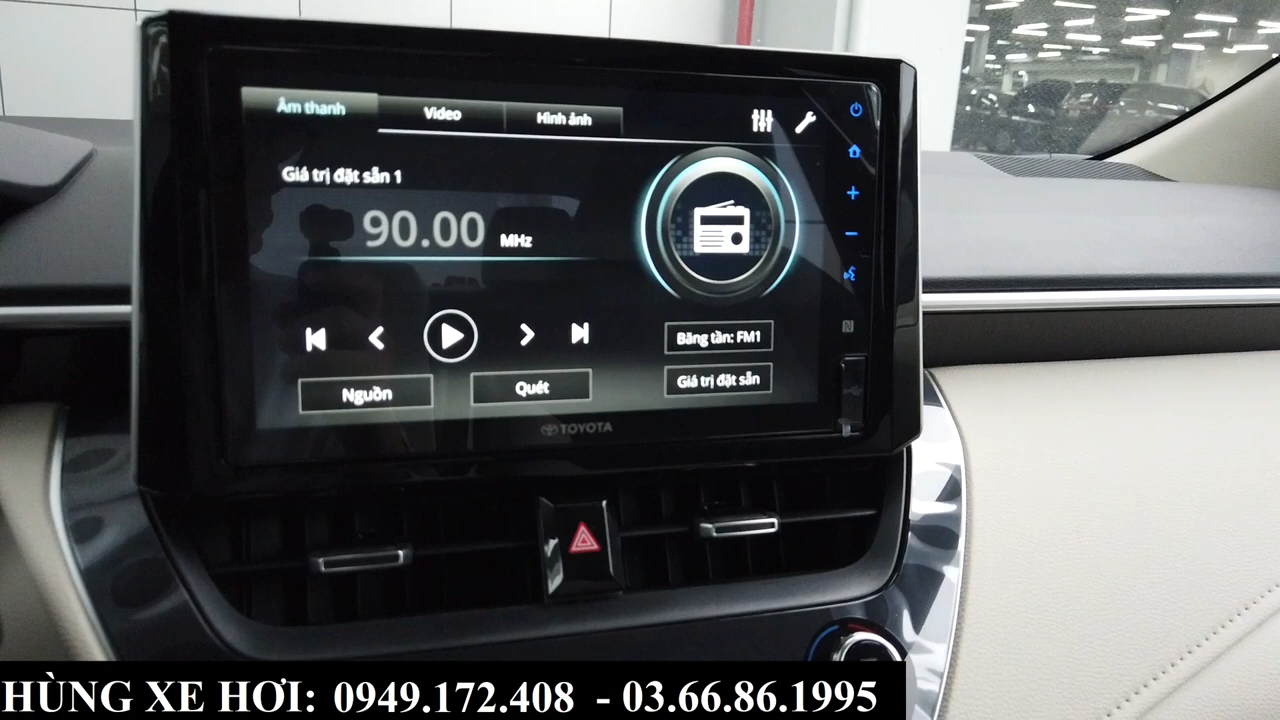 Âm thanh Video Hình ảnh
Giá trị đặt sẵn 1
90.00 MHz
Băng tần: FM1
Nguồn Quét Giá trị đặt sẵn
TOYOTA
HÙNG XE HƠI: 0949.172.408 - 03.66.86.1995